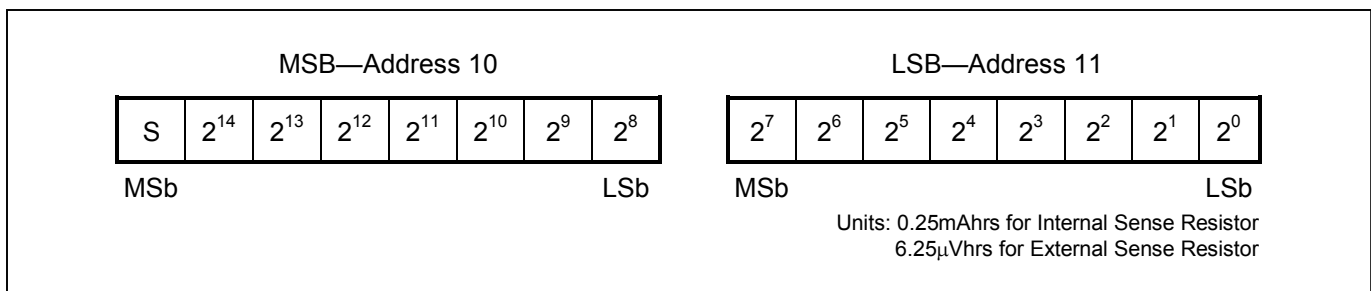 MSB—Address 10 LSB—Address 11
S 2^14 2^13 2^12 2^11 2^10 2^9 2^8 2^7 2^6 2^5 2^4 2^3 2^2 2^1 2^0
MSb LSb MSb LSb
Units: 0.25mAhrs for Internal Sense Resistor
6.25μVhrs for External Sense Resistor